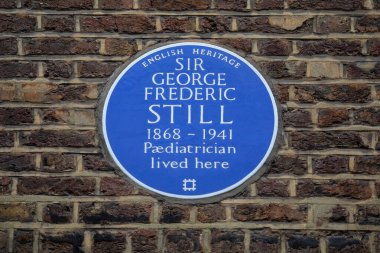 ENGLISH HERITAGE
SIR
GEORGE
FREDERIC
STILL
1868 – 1941
Pædiatrician
lived here